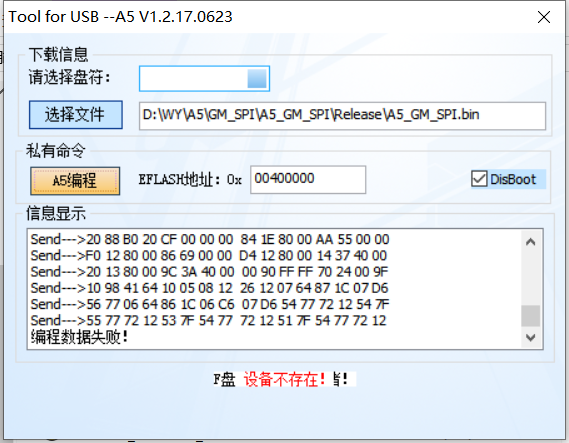 Tool for USB --A5 V1.2.17.0623
下载信息
请选择盘符：
选择文件 D:\WY\A5\GM_SPI\A5_GM_SPI\Release\A5_GM_SPI.bin
私有命令
A5编程 EFLASH地址：0x 00400000 DisBoot
信息显示
Send--->20 88 B0 20 CF 00 00 00 84 1E 80 00 AA 55 00 00
Send--->F0 12 80 00 86 69 00 00 D4 12 80 00 14 37 40 00
Send--->20 13 80 00 9C 3A 40 00 00 90 FF FF 70 24 00 9F
Send--->10 98 41 64 10 05 08 12 26 12 07 64 87 1C 07 D6
Send--->56 77 06 64 86 1C 06 C6 07 D6 54 77 72 12 54 7F
Send--->55 77 72 12 53 7F 54 77 72 12 51 7F 54 77 72 12
编程数据失败！
F盘 设备不存在！